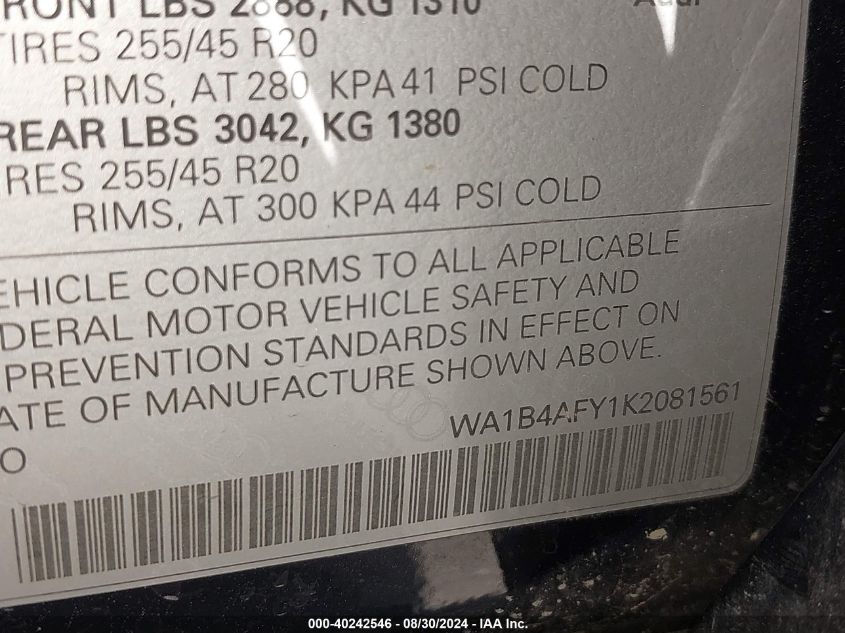 RONT LBS 2888, KG 1310
Audi
TIRES 255/45 R20
RIMS, AT 280 KPA 41 PSI COLD
REAR LBS 3042, KG 1380
IRES 255/45 R20
RIMS, AT 300 KPA 44 PSI COLD
EHICLE CONFORMS TO ALL APPLICABLE
DERAL MOTOR VEHICLE SAFETY AND
PREVENTION STANDARDS IN EFFECT ON
ATE OF MANUFACTURE SHOWN ABOVE.
WA1B4AFY1K2081561
O
000-40242546 - 08/30/2024 - IAA Inc.